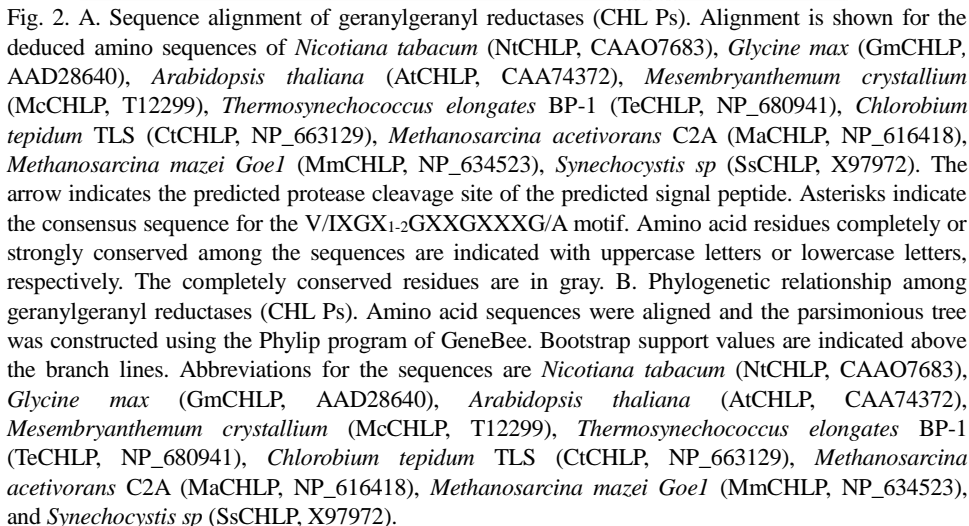 Fig. 2. A. Sequence alignment of geranylgeranyl reductases (CHL Ps). Alignment is shown for the
deduced amino sequences of Nicotiana tabacum (NtCHLP, CAAO7683), Glycine max (GmCHLP,
AAD28640), Arabidopsis thaliana (AtCHLP, CAA74372), Mesembryanthemum crystallium
(McCHLP, T12299), Thermosynechococcus elongates BP-1 (TeCHLP, NP_680941), Chlorobium
tepidum TLS (CtCHLP, NP_663129), Methanosarcina acetivorans C2A (MaCHLP, NP_616418),
Methanosarcina mazei Goe1 (MmCHLP, NP_634523), Synechocystis sp (SsCHLP, X97972). The
arrow indicates the predicted protease cleavage site of the predicted signal peptide. Asterisks indicate
the consensus sequence for the V/IXGX1-2GXXGXXXG/A motif. Amino acid residues completely or
strongly conserved among the sequences are indicated with uppercase letters or lowercase letters,
respectively. The completely conserved residues are in gray. B. Phylogenetic relationship among
geranylgeranyl reductases (CHL Ps). Amino acid sequences were aligned and the parsimonious tree
was constructed using the Phylip program of GeneBee. Bootstrap support values are indicated above
the branch lines. Abbreviations for the sequences are Nicotiana tabacum (NtCHLP, CAAO7683),
Glycine max (GmCHLP, AAD28640), Arabidopsis thaliana (AtCHLP, CAA74372),
Mesembryanthemum crystallium (McCHLP, T12299), Thermosynechococcus elongates BP-1
(TeCHLP, NP_680941), Chlorobium tepidum TLS (CtCHLP, NP_663129), Methanosarcina
acetivorans C2A (MaCHLP, NP_616418), Methanosarcina mazei Goe1 (MmCHLP, NP_634523),
and Synechocystis sp (SsCHLP, X97972).